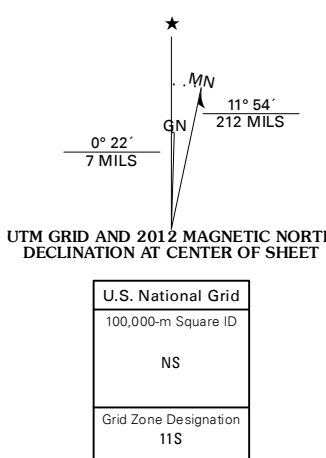 ★
MN
GN
11° 54´
212 MILS
0° 22´
7 MILS
UTM GRID AND 2012 MAGNETIC NORTH
DECLINATION AT CENTER OF SHEET
U.S. National Grid
100,000-m Square ID
NS
Grid Zone Designation
11S